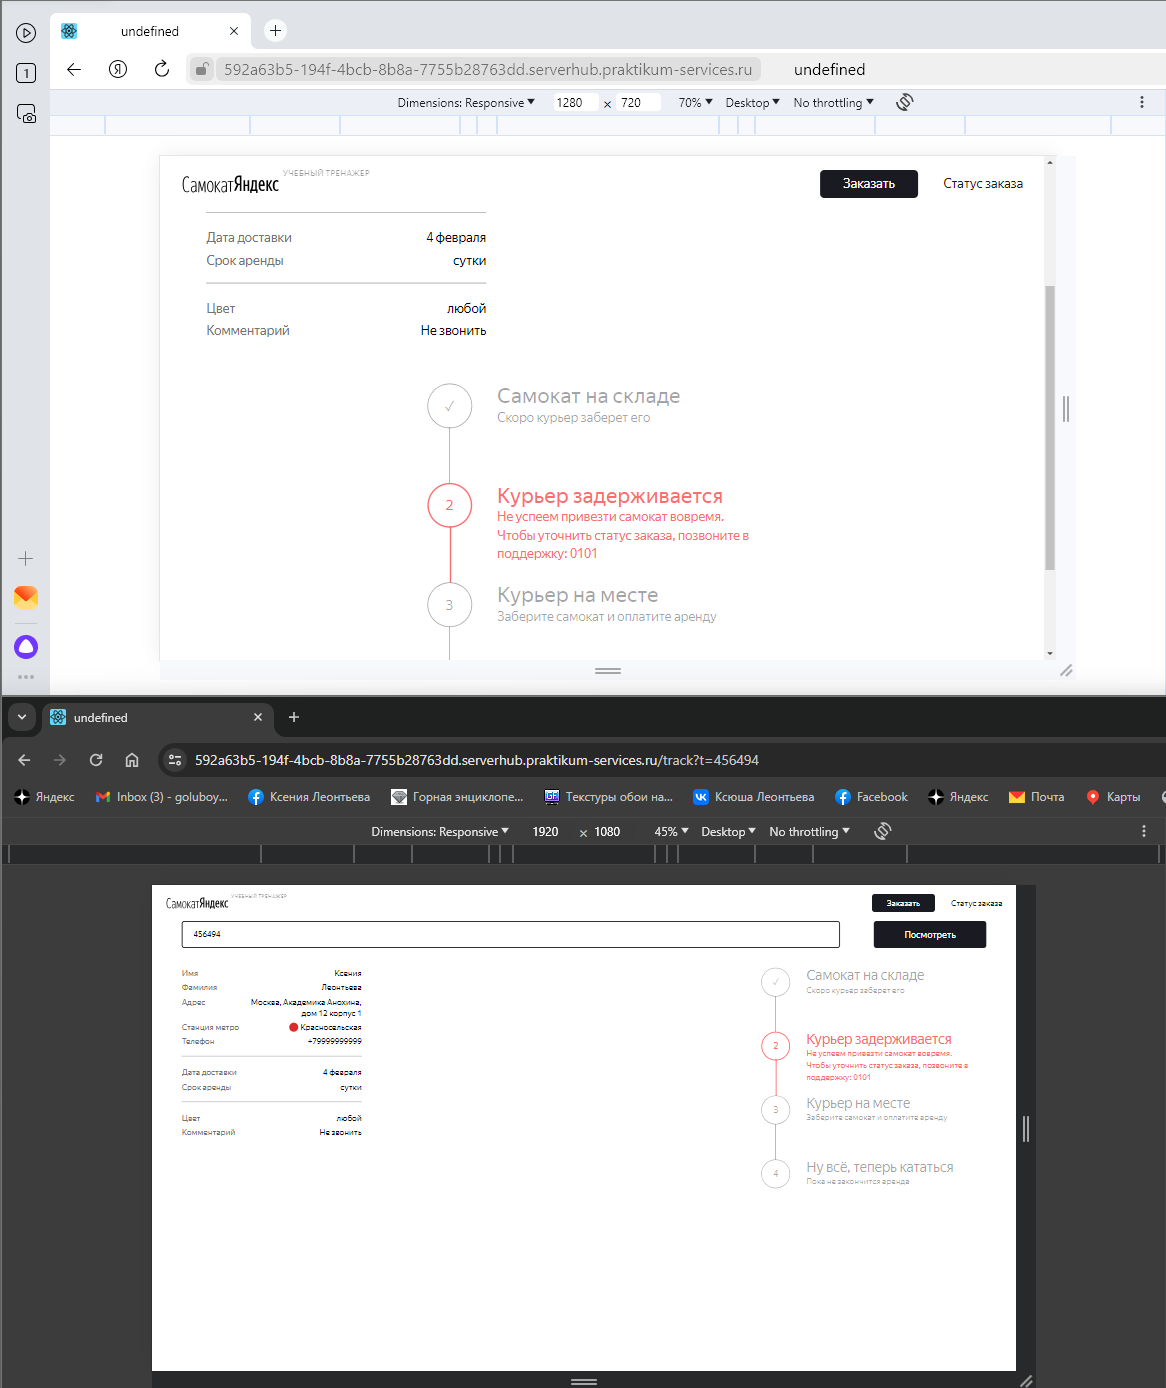 undefined
1
Я
592a63b5-194f-4bcb-8b8a-7755b28763dd.serverhub.praktikum-services.ru undefined
Dimensions: Responsive 1280 × 720 70% Desktop No throttling
СамокатЯндекс УЧЕБНЫЙ ТРЕНАЖЕР Заказать Статус заказа
Дата доставки 4 февраля
Срок аренды сутки
Цвет любой
Комментарий Не звонить
Самокат на складе
Скоро курьер заберет его
2 Курьер задерживается
Не успеем привезти самокат вовремя.
Чтобы уточнить статус заказа, позвоните в
поддержку: 0101
3 Курьер на месте
Заберите самокат и оплатите аренду
undefined
592a63b5-194f-4bcb-8b8a-7755b28763dd.serverhub.praktikum-services.ru/track?t=456494
Яндекс Inbox (3) - goluboy... Ксения Леонтьева Горная энциклопе... GF Текстуры обои на... Ксюша Леонтьева Facebook Яндекс Почта Карты
Dimensions: Responsive 1920 × 1080 45% Desktop No throttling
СамокатЯндекс УЧЕБНЫЙ ТРЕНАЖЕР Заказать Статус заказа
456494 Посмотреть
Имя Ксения
Фамилия Леонтьева
Адрес Москва, Академика Анохина,
дом 12 корпус 1
Станция метро Красносельская
Телефон +79999999999
Дата доставки 4 февраля
Срок аренды сутки
Цвет любой
Комментарий Не звонить
Самокат на складе
Скоро курьер заберет его
2 Курьер задерживается
Не успеем привезти самокат вовремя.
Чтобы уточнить статус заказа, позвоните в
поддержку: 0101
3 Курьер на месте
Заберите самокат и оплатите аренду
4 Ну всё, теперь кататься
Пока не закончится аренда